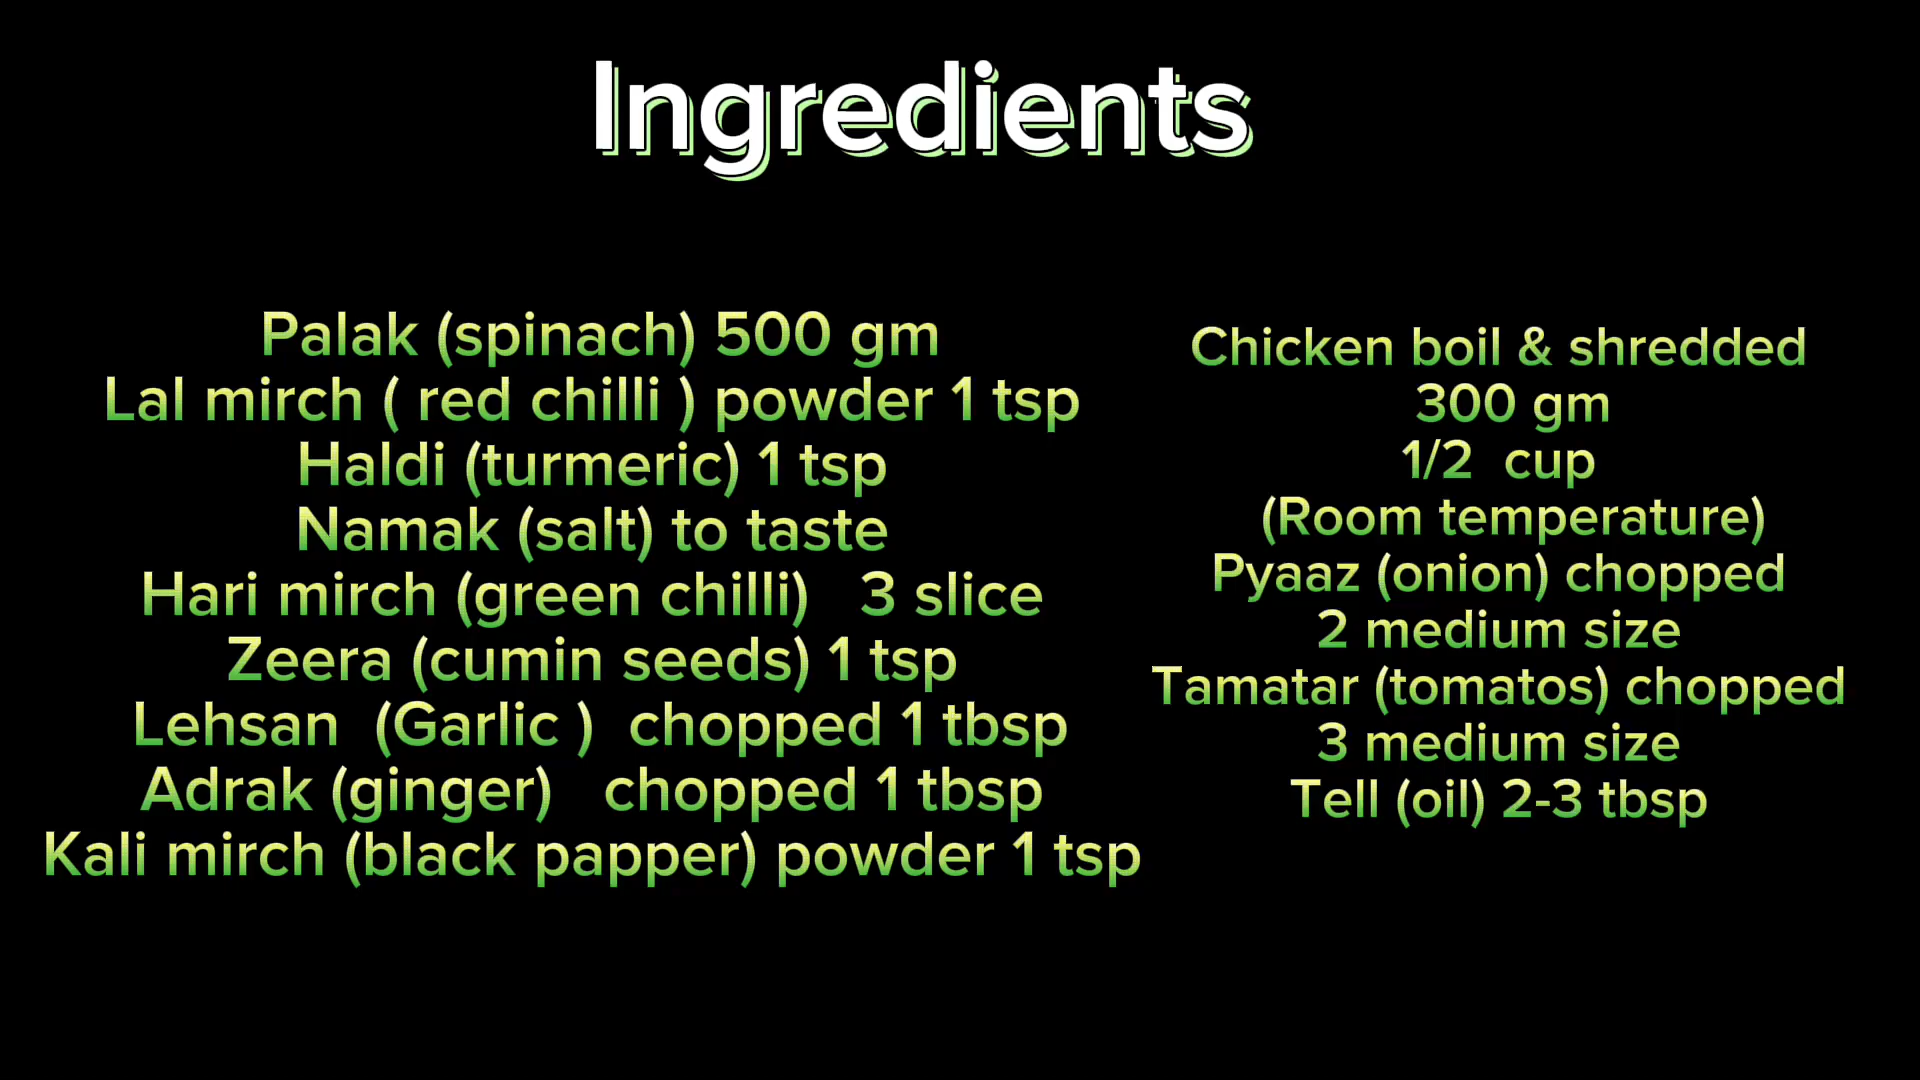 Ingredients
Palak (spinach) 500 gm
Lal mirch ( red chilli ) powder 1 tsp
Haldi (turmeric) 1 tsp
Namak (salt) to taste
Hari mirch (green chilli)   3 slice
Zeera (cumin seeds) 1 tsp
Lehsan  (Garlic )  chopped 1 tbsp
Adrak (ginger)   chopped 1 tbsp
Kali mirch (black papper) powder 1 tsp
Chicken boil & shredded
300 gm
1/2  cup
(Room temperature)
Pyaaz (onion) chopped
2 medium size
Tamatar (tomatos) chopped
3 medium size
Tell (oil) 2-3 tbsp